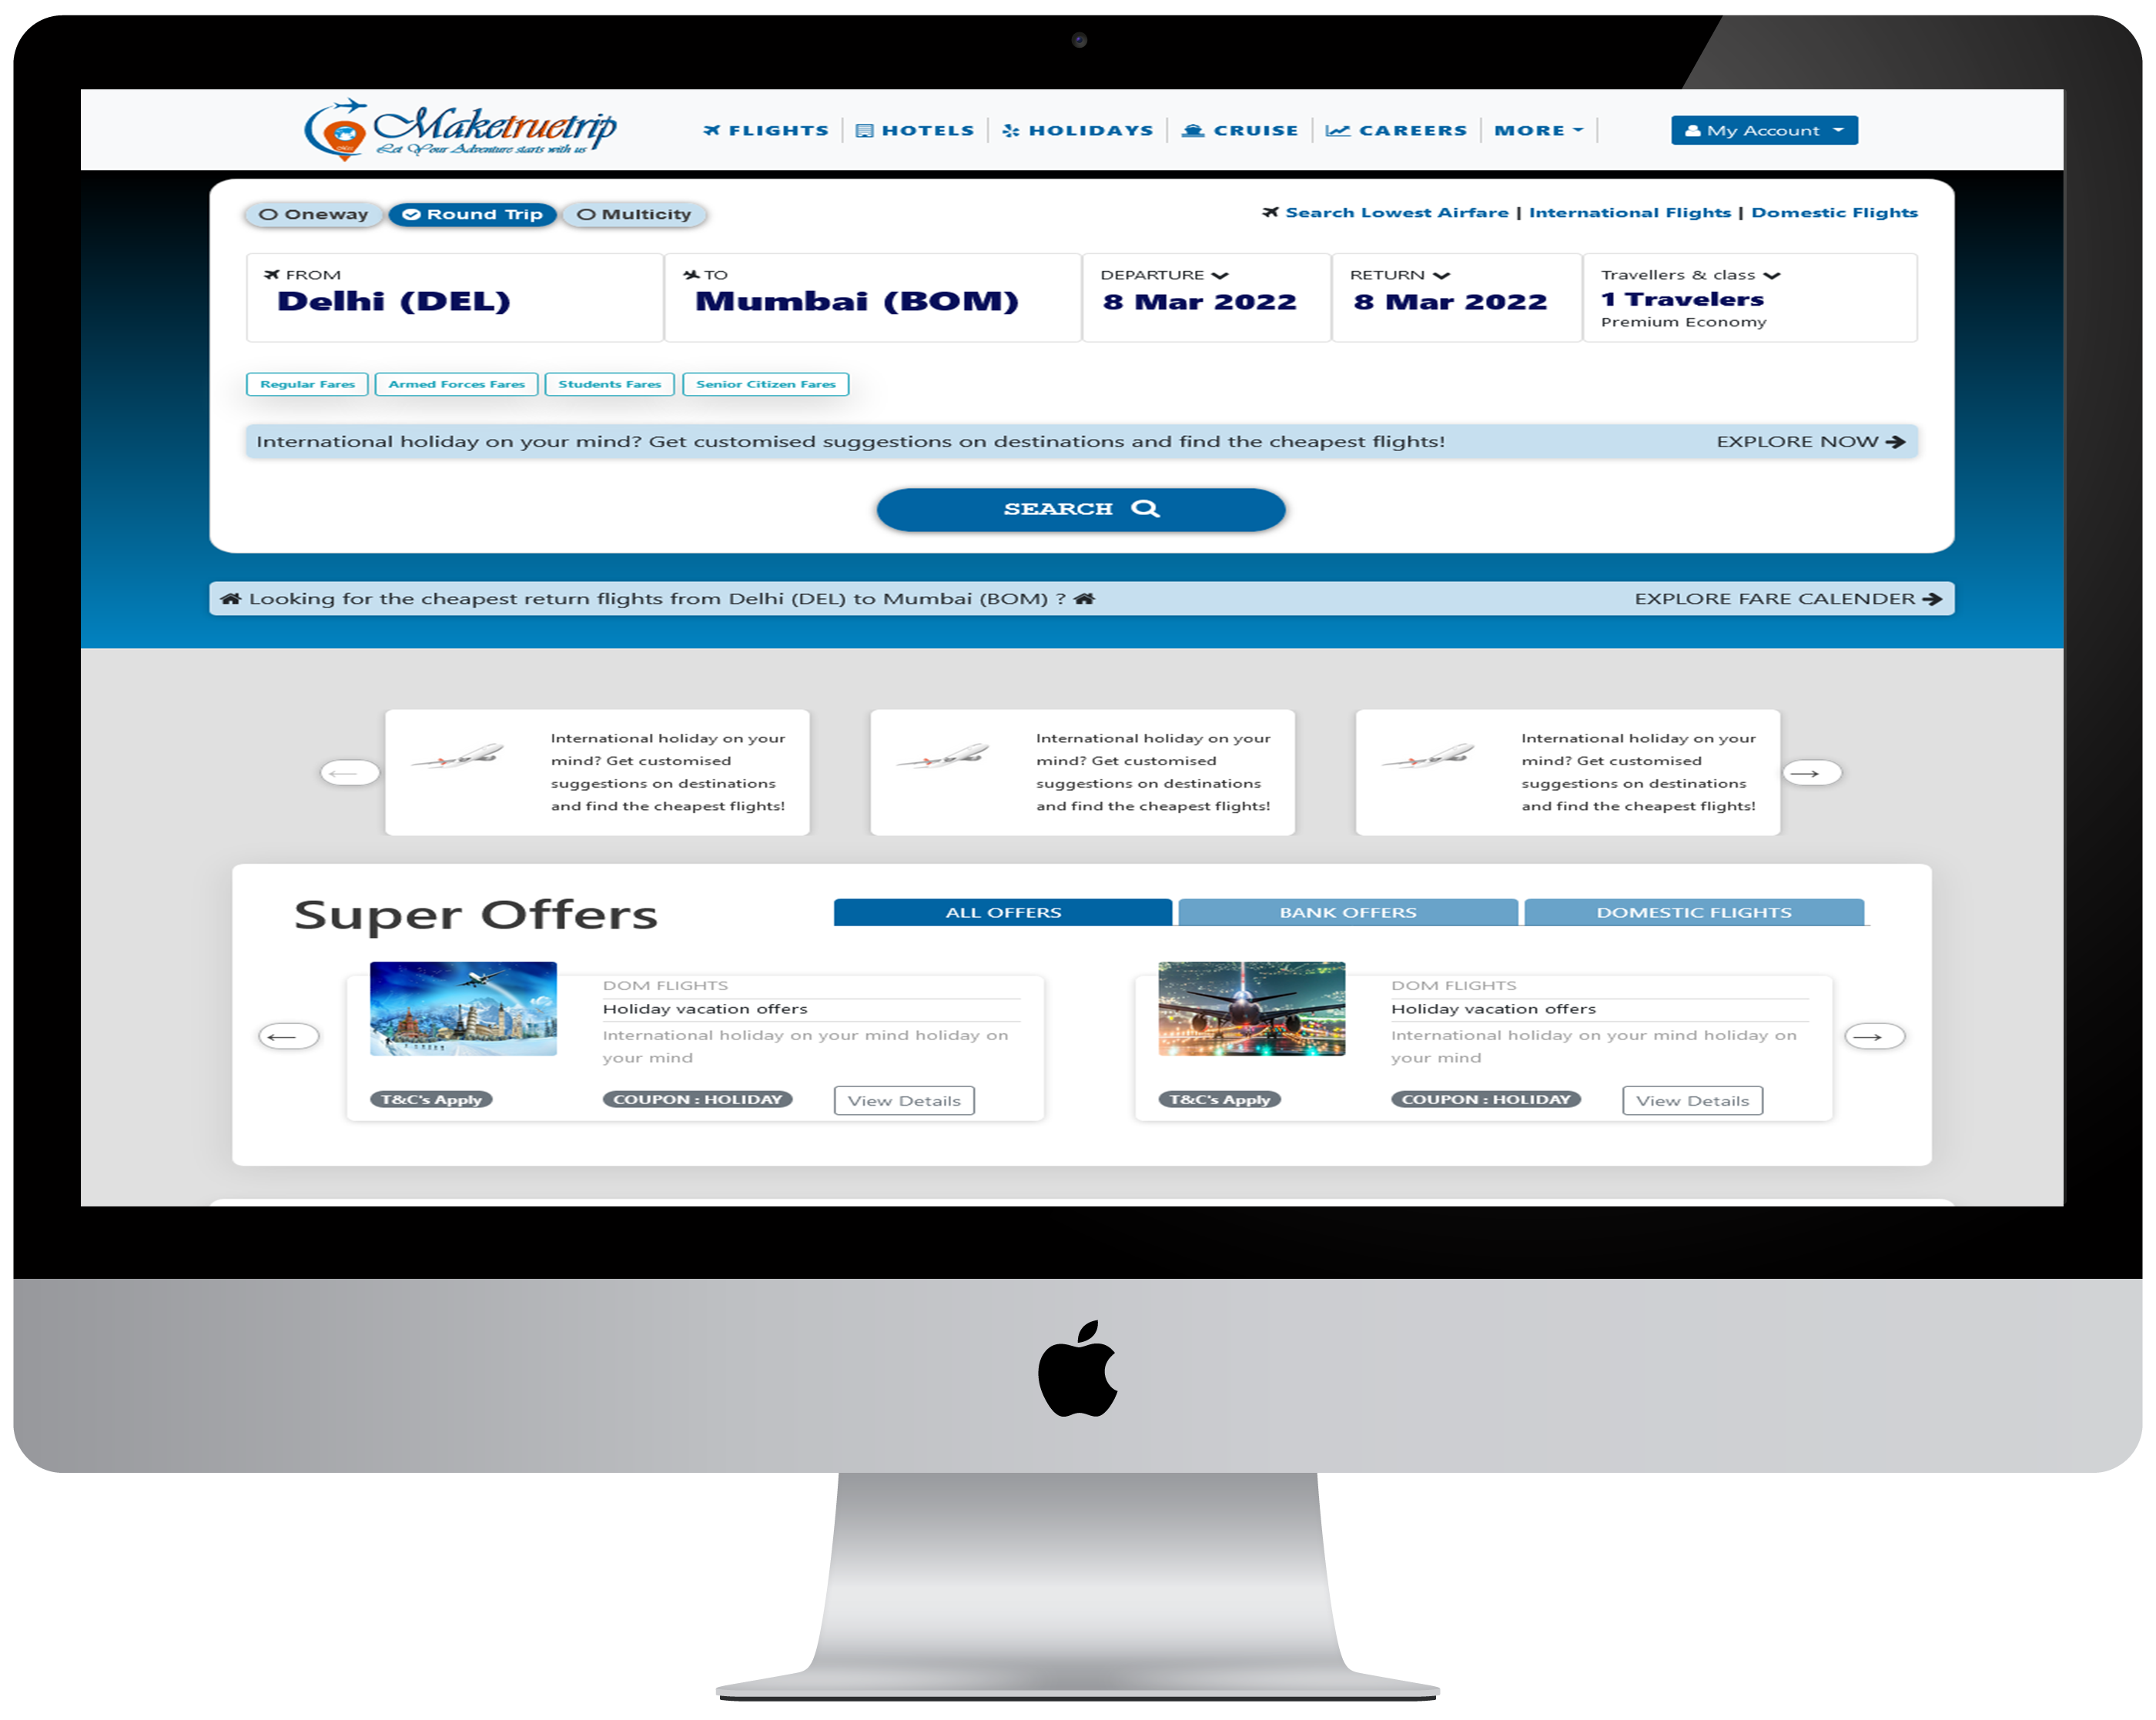 Maketruetrip
Let Your Adventure starts with us
FLIGHTS
HOTELS
HOLIDAYS
CRUISE
CAREERS
MORE
My Account
Oneway
Round Trip
Multicity
Search Lowest Airfare | International Flights | Domestic Flights
FROM
Delhi (DEL)
TO
Mumbai (BOM)
DEPARTURE
8 Mar 2022
RETURN
8 Mar 2022
Travellers & class
1 Travelers
Premium Economy
Regular Fares
Armed Forces Fares
Students Fares
Senior Citizen Fares
International holiday on your mind? Get customised suggestions on destinations and find the cheapest flights!
EXPLORE NOW
SEARCH
Looking for the cheapest return flights from Delhi (DEL) to Mumbai (BOM) ?
EXPLORE FARE CALENDER
International holiday on your
mind? Get customised
suggestions on destinations
and find the cheapest flights!
International holiday on your
mind? Get customised
suggestions on destinations
and find the cheapest flights!
International holiday on your
mind? Get customised
suggestions on destinations
and find the cheapest flights!
Super Offers
ALL OFFERS
BANK OFFERS
DOMESTIC FLIGHTS
DOM FLIGHTS
Holiday vacation offers
International holiday on your mind holiday on
your mind
T&C's Apply
COUPON : HOLIDAY
View Details
DOM FLIGHTS
Holiday vacation offers
International holiday on your mind holiday on
your mind
T&C's Apply
COUPON : HOLIDAY
View Details